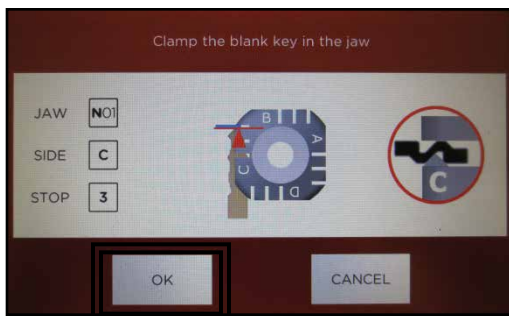 Clamp the blank key in the jaw
JAW N01
SIDE C
STOP 3
B
A
C
D
C
OK
CANCEL